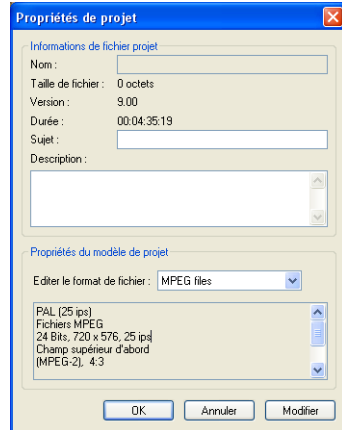 Propriétés de projet
Informations de fichier projet
Nom :
Taille de fichier : 0 octets
Version : 9.00
Durée : 00:04:35:19
Sujet :
Description :
Propriétés du modèle de projet
Editer le format de fichier : MPEG files
PAL (25 ips)
Fichiers MPEG
24 Bits, 720 x 576, 25 ips
Champ supérieur d'abord
(MPEG-2), 4:3
OK Annuler Modifier